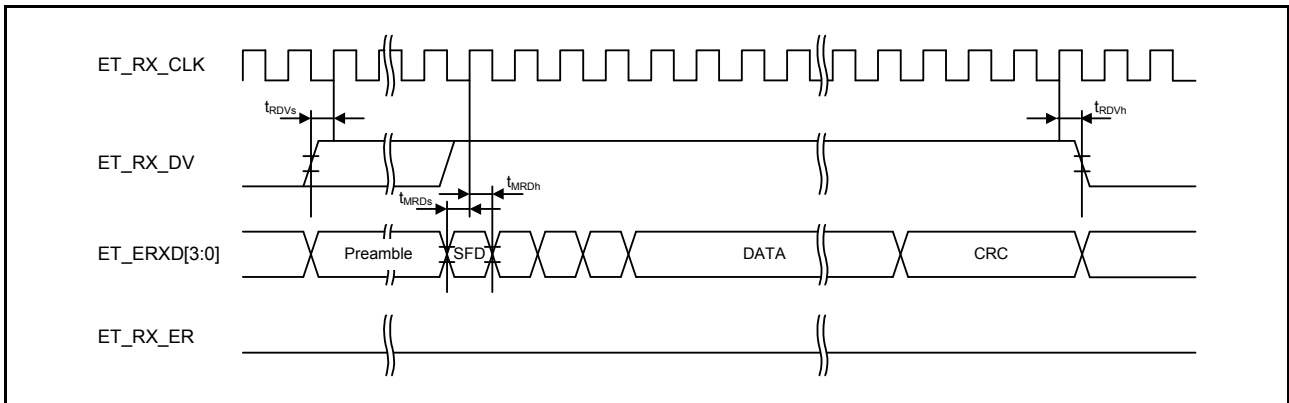 ET_RX_CLK
tRDVs
tRDVh
ET_RX_DV
tMRDs
tMRDh
ET_ERXD[3:0]
Preamble
SFD
DATA
CRC
ET_RX_ER